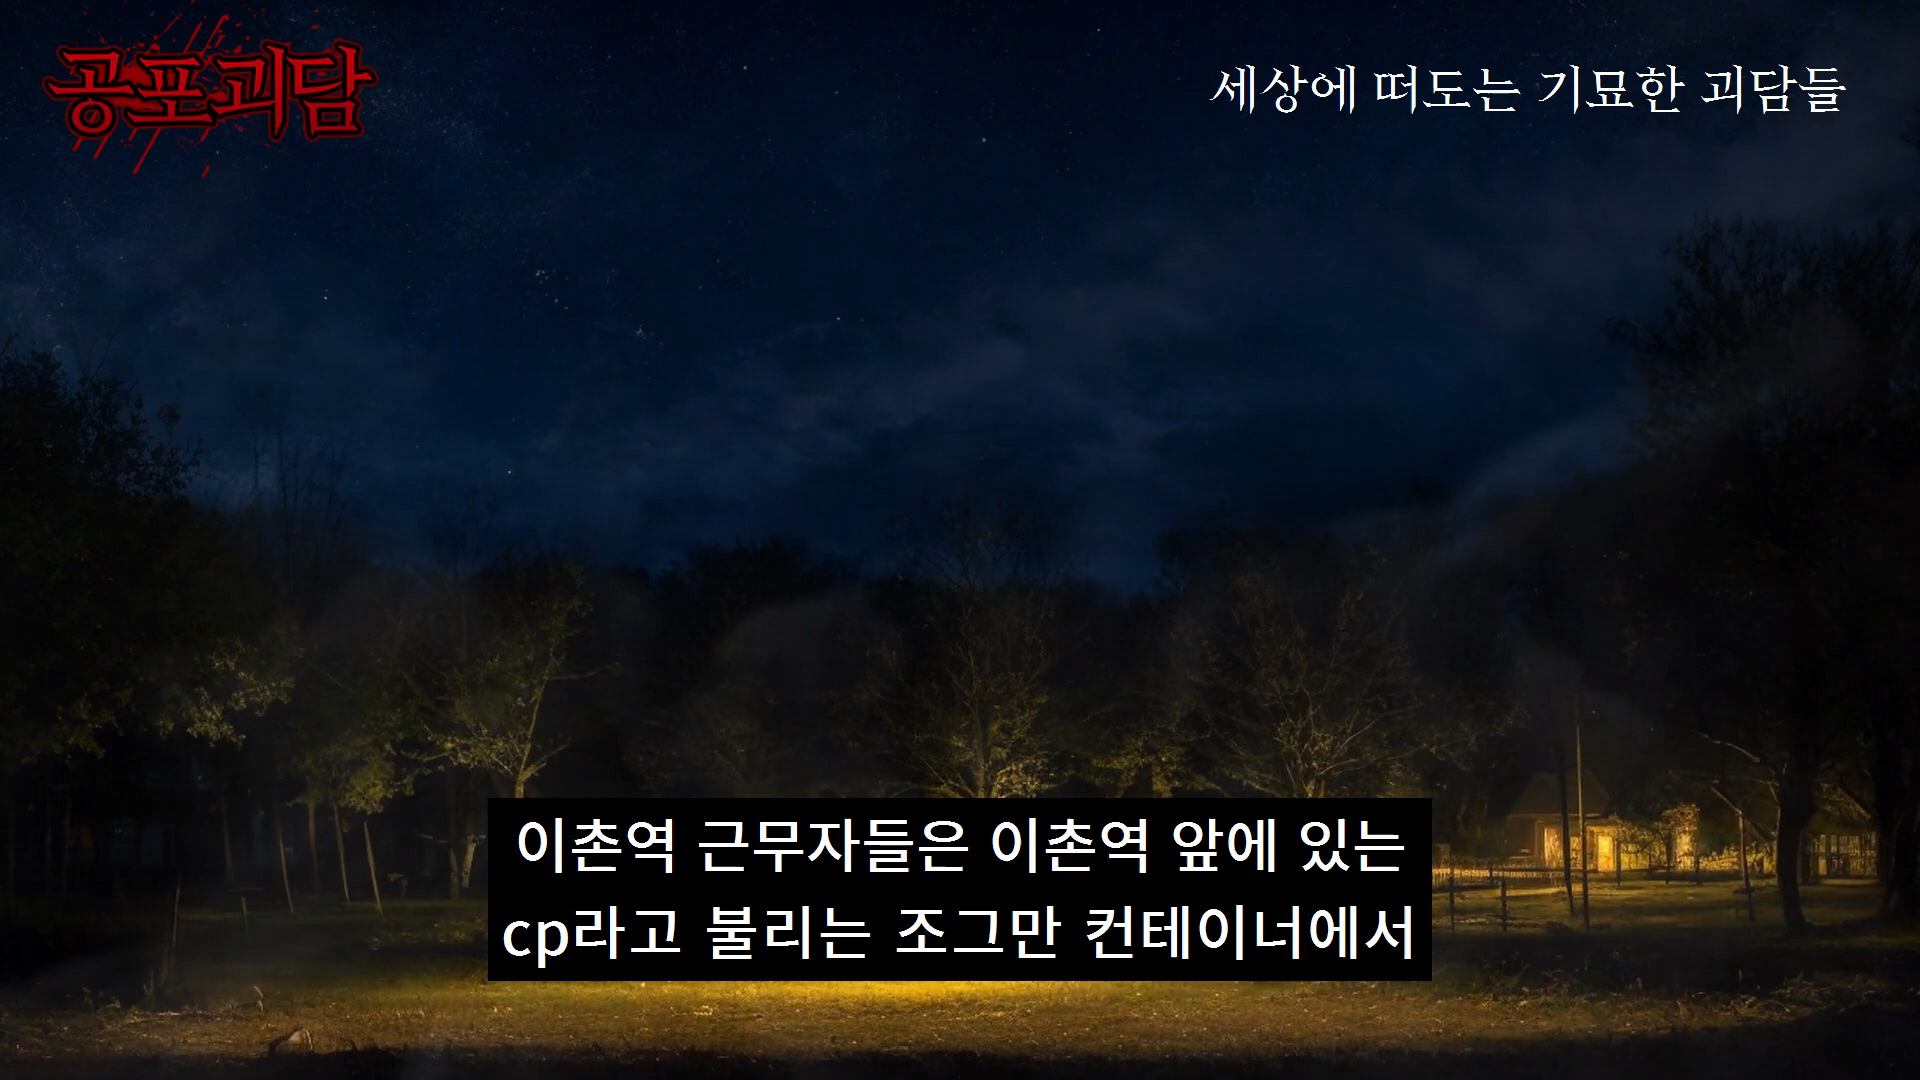 공포괴담
세상에 떠도는 기묘한 괴담들
이촌역 근무자들은 이촌역 앞에 있는
cp라고 불리는 조그만 컨테이너에서